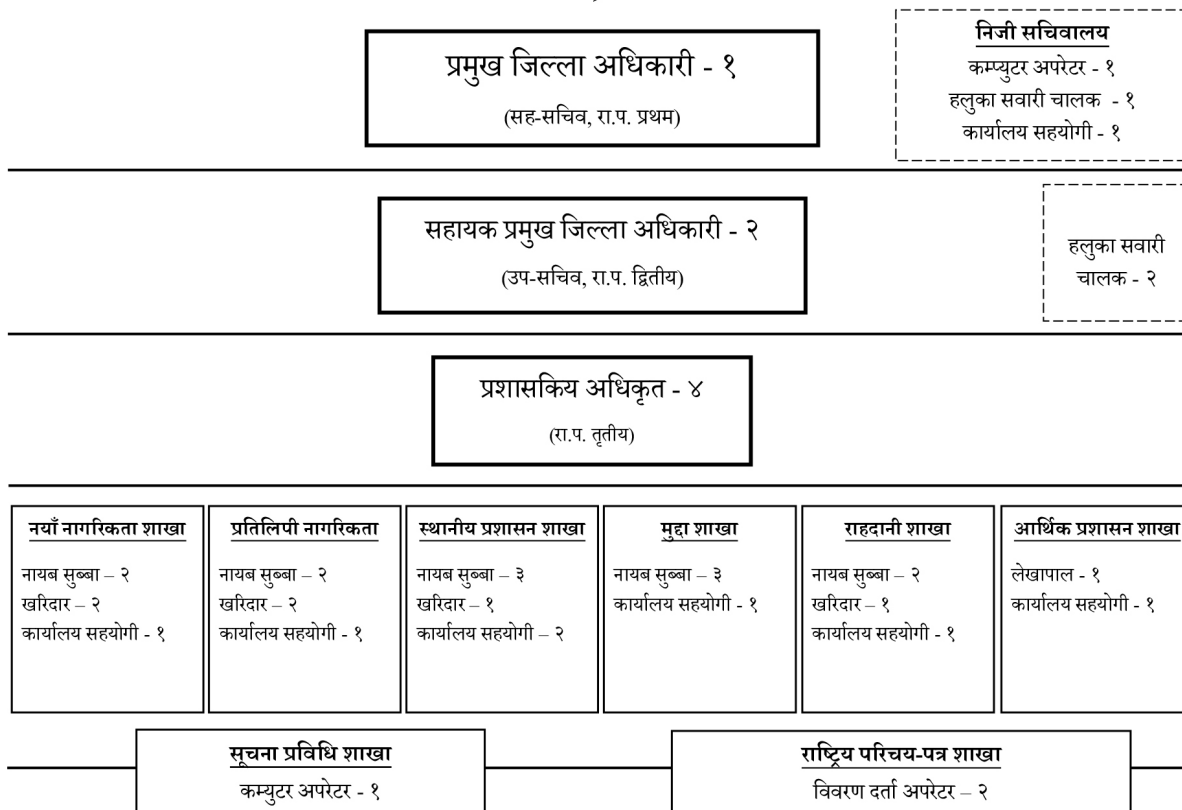 प्रमुख जिल्ला अधिकारी - १
(सह-सचिव, रा.प. प्रथम)
निजी सचिवालय
कम्प्युटर अपरेटर - १
हलुका सवारी चालक - १
कार्यालय सहयोगी - १
सहायक प्रमुख जिल्ला अधिकारी - २
(उप-सचिव, रा.प. द्वितीय)
हलुका सवारी
चालक - २
प्रशासकिय अधिकृत - ४
(रा.प. तृतीय)
नयाँ नागरिकता शाखा
नायब सुब्बा – २
खरिदार – २
कार्यालय सहयोगी - १
प्रतिलिपी नागरिकता
नायब सुब्बा – २
खरिदार – २
कार्यालय सहयोगी - १
स्थानीय प्रशासन शाखा
नायब सुब्बा – ३
खरिदार – १
कार्यालय सहयोगी – २
मुद्दा शाखा
नायब सुब्बा – ३
कार्यालय सहयोगी - १
राहदानी शाखा
नायब सुब्बा – २
खरिदार – १
कार्यालय सहयोगी - १
आर्थिक प्रशासन शाखा
लेखापाल - १
कार्यालय सहयोगी - १
सूचना प्रविधि शाखा
कम्युटर अपरेटर - १
राष्ट्रिय परिचय-पत्र शाखा
विवरण दर्ता अपरेटर – २